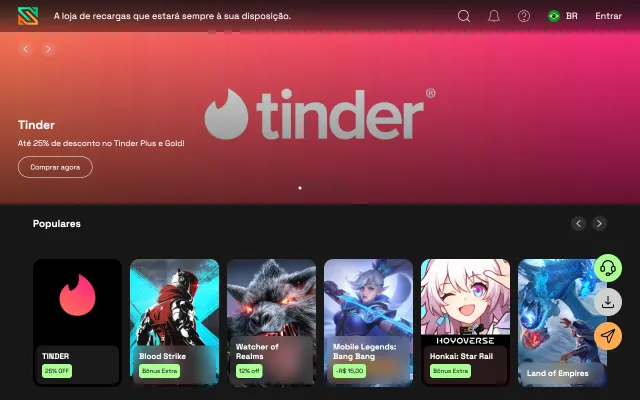 A loja de recargas que estará sempre à sua disposição.
BR
Entrar
tinder®
Tinder
Até 25% de desconto no Tinder Plus e Gold!
Comprar agora
Populares
TINDER
25% OFF
Blood Strike
Bônus Extra
Watcher of
Realms
12% off
Mobile Legends:
Bang Bang
-R$ 15,00
HOYOVERSE
Honkai: Star Rail
Bônus Extra
Land of Empires